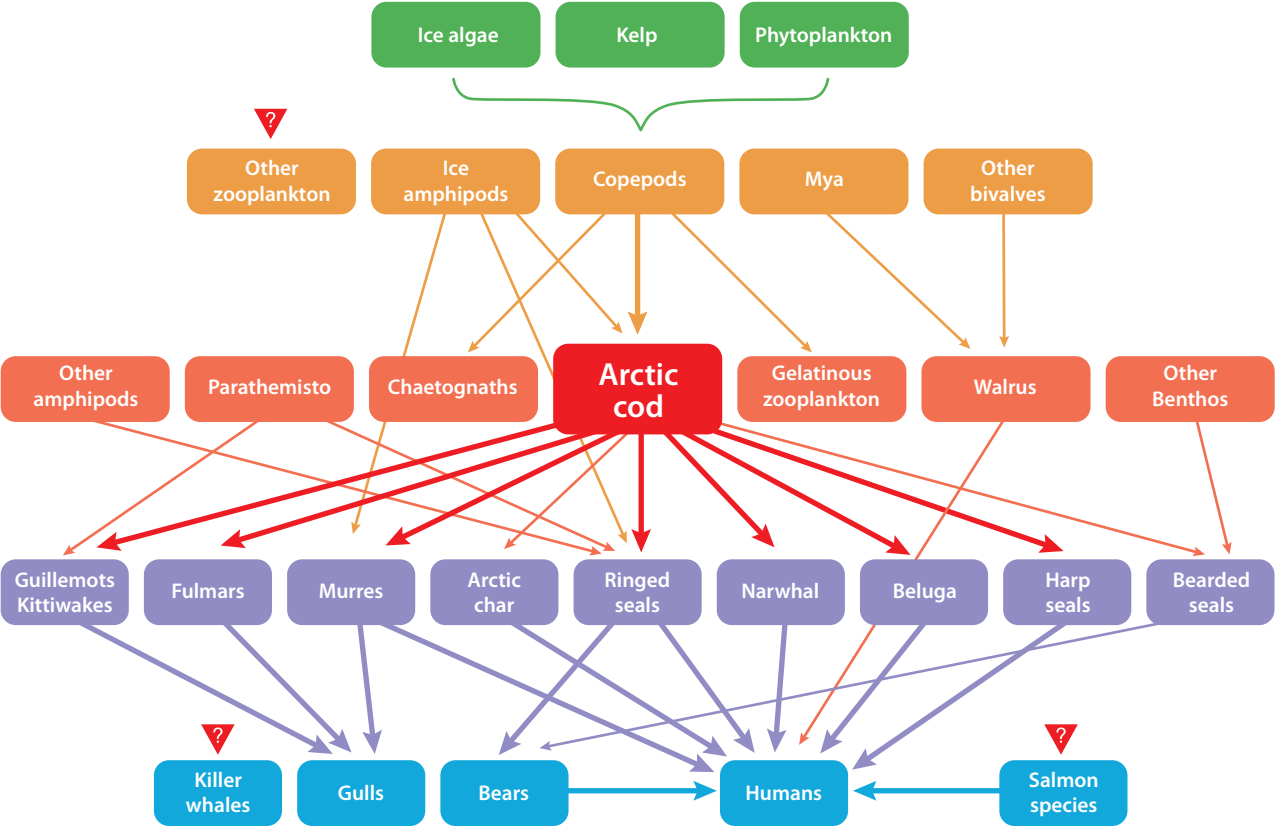 Ice algae
Kelp
Phytoplankton
?
Other
zooplankton
Ice
amphipods
Copepods
Mya
Other
bivalves
Other
amphipods
Parathemisto
Chaetognaths
Arctic
cod
Gelatinous
zooplankton
Walrus
Other
Benthos
Guillemots
Kittiwakes
Fulmars
Murres
Arctic
char
Ringed
seals
Narwhal
Beluga
Harp
seals
Bearded
seals
?
?
Killer
whales
Gulls
Bears
Humans
Salmon
species